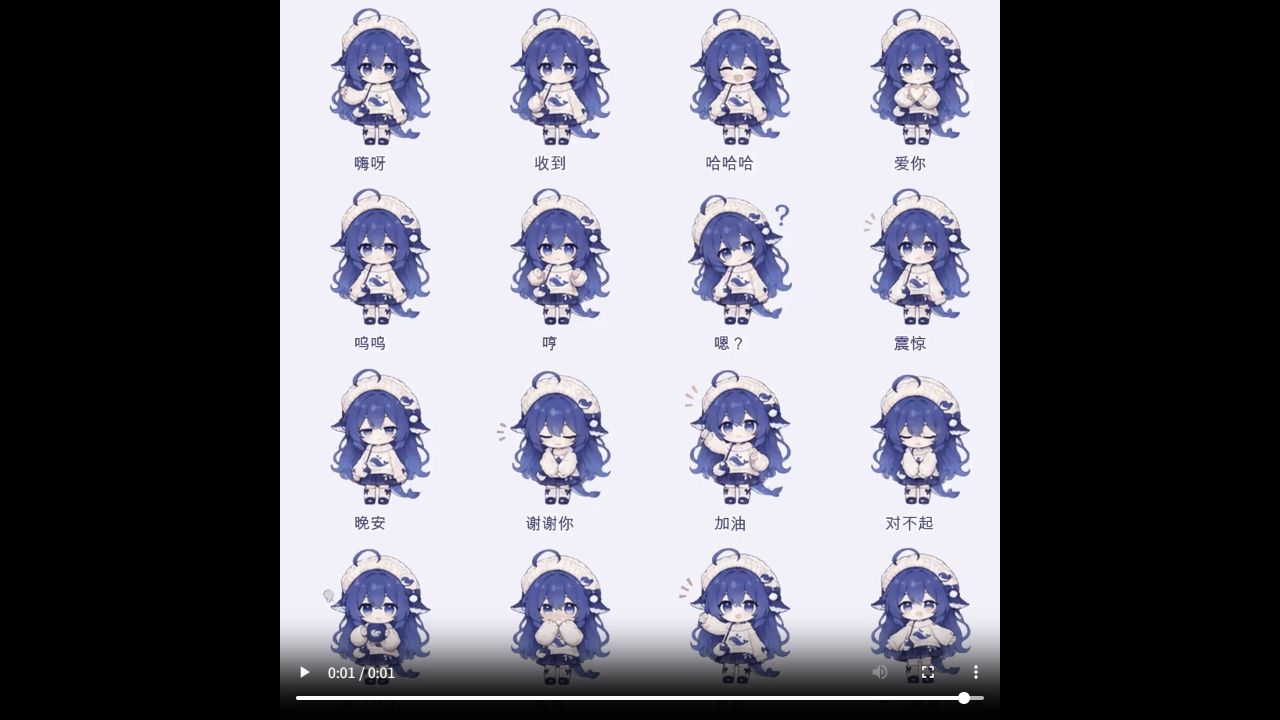 嗨呀 收到 哈哈哈 爱你
呜呜 哼 嗯？ 震惊
?
晚安 谢谢你 加油 对不起
0:01 / 0:01